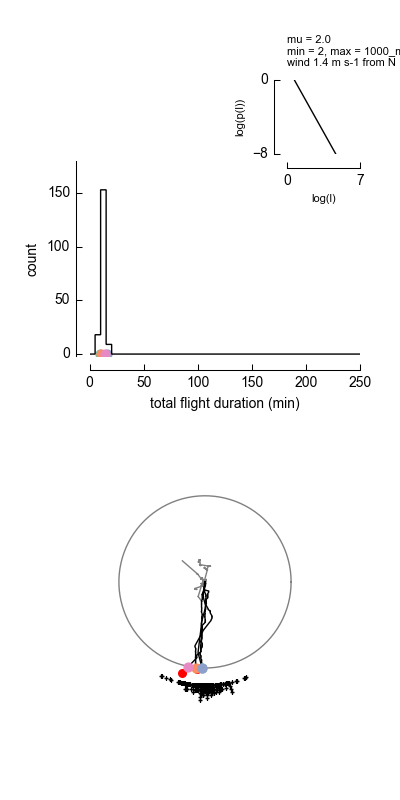 mu = 2.0
min = 2, max = 1000_m
wind 1.4 m s-1 from N
0
log(p(l))
−8
0
7
log(l)
150
100
50
0
count
0
50
100
150
200
250
total flight duration (min)